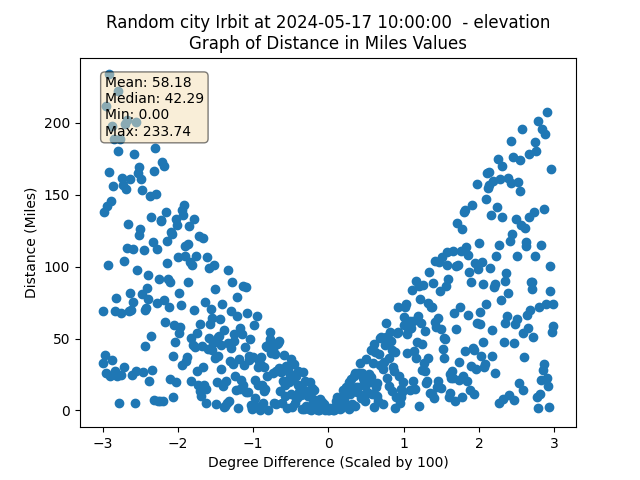 Random city Irbit at 2024-05-17 10:00:00  - elevation
Graph of Distance in Miles Values
Mean: 58.18
Median: 42.29
Min: 0.00
Max: 233.74
200
150
100
50
0
Distance (Miles)
−3 −2 −1 0 1 2 3
Degree Difference (Scaled by 100)